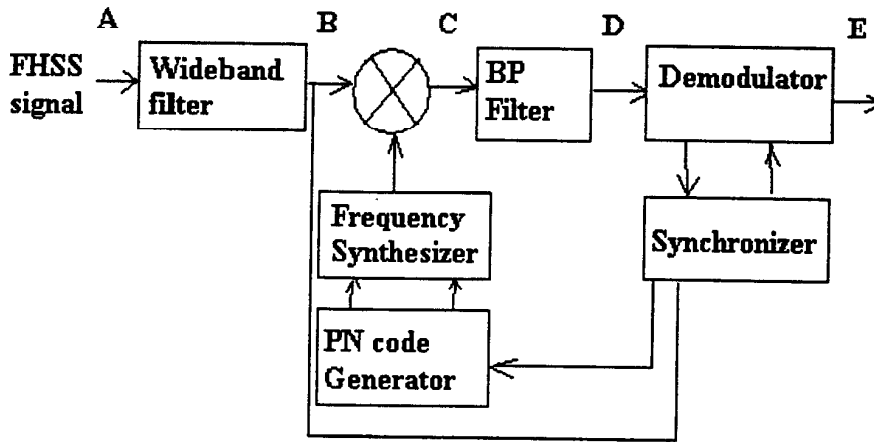 A
B
C
D
E
FHSS
signal
Wideband
filter
BP
Filter
Demodulator
Frequency
Synthesizer
Synchronizer
PN code
Generator